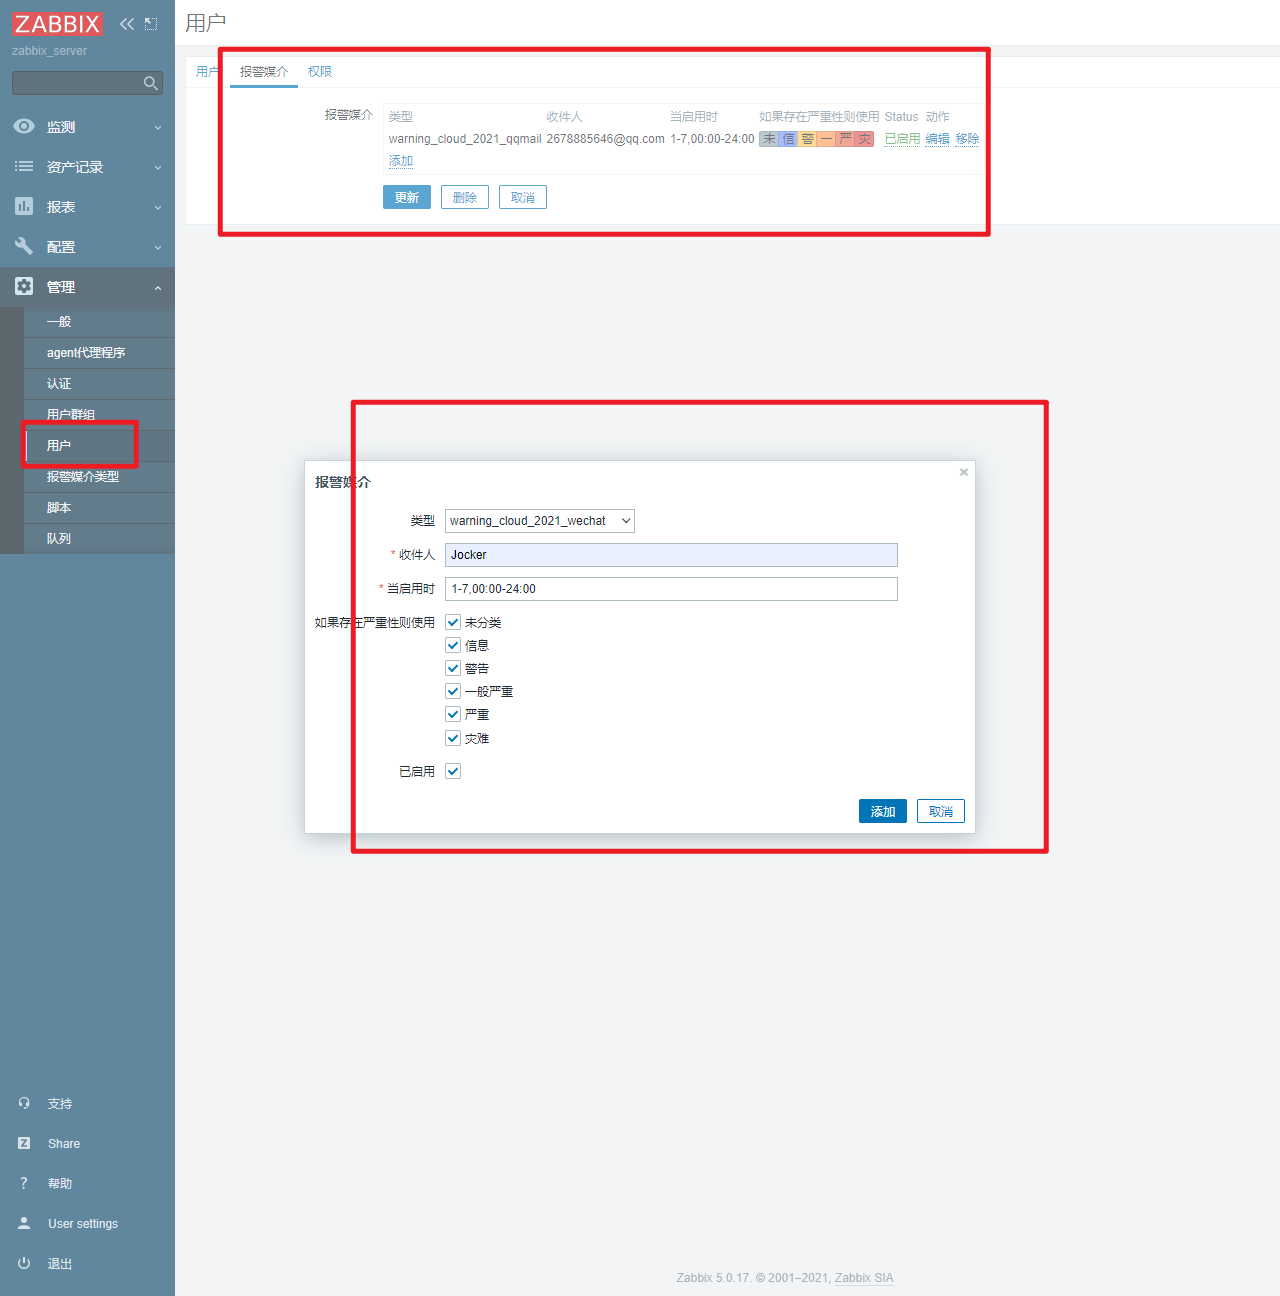 ZABBIX
zabbix_server
监测
资产记录
报表
配置
管理
一般
agent代理程序
认证
用户群组
用户
报警媒介类型
脚本
队列
支持
Share
帮助
User settings
退出
用户
用户 报警媒介 权限
报警媒介 类型 收件人 当启用时 如果存在严重性则使用 Status 动作
warning_cloud_2021_qqmail 2678885646@qq.com 1-7,00:00-24:00 未 信 警 一 严 灾 已启用 编辑 移除
添加
更新 删除 取消
报警媒介
类型 warning_cloud_2021_wechat
* 收件人 Jocker
* 当启用时 1-7,00:00-24:00
如果存在严重性则使用 未分类
信息
警告
一般严重
严重
灾难
已启用
添加 取消
Zabbix 5.0.17. © 2001–2021, Zabbix SIA